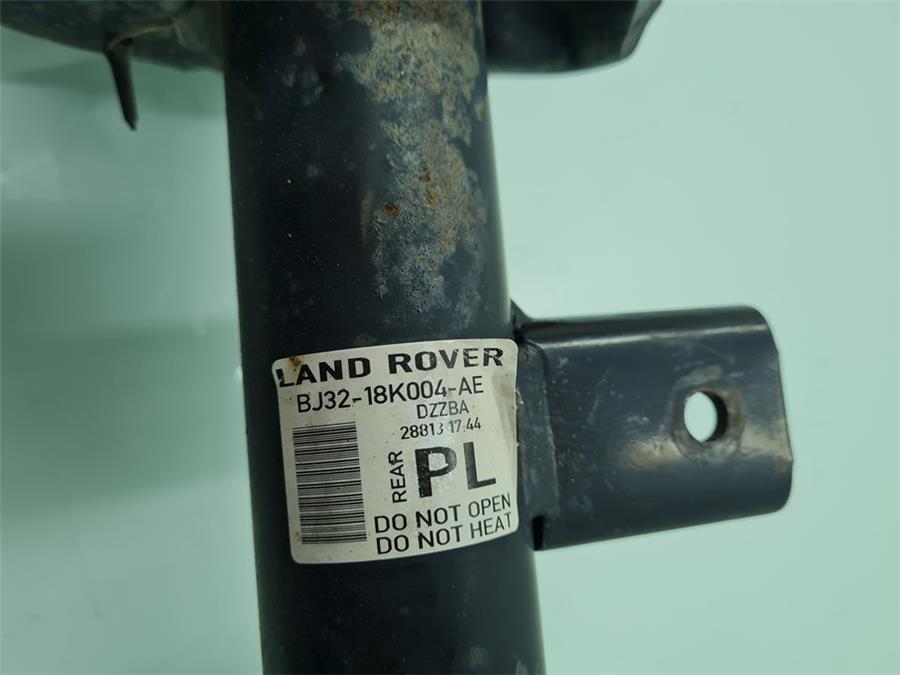 LAND ROVER
BJ32-18K004-AE
DZZBA
28813 17:44
REAR
PL
DO NOT OPEN
DO NOT HEAT